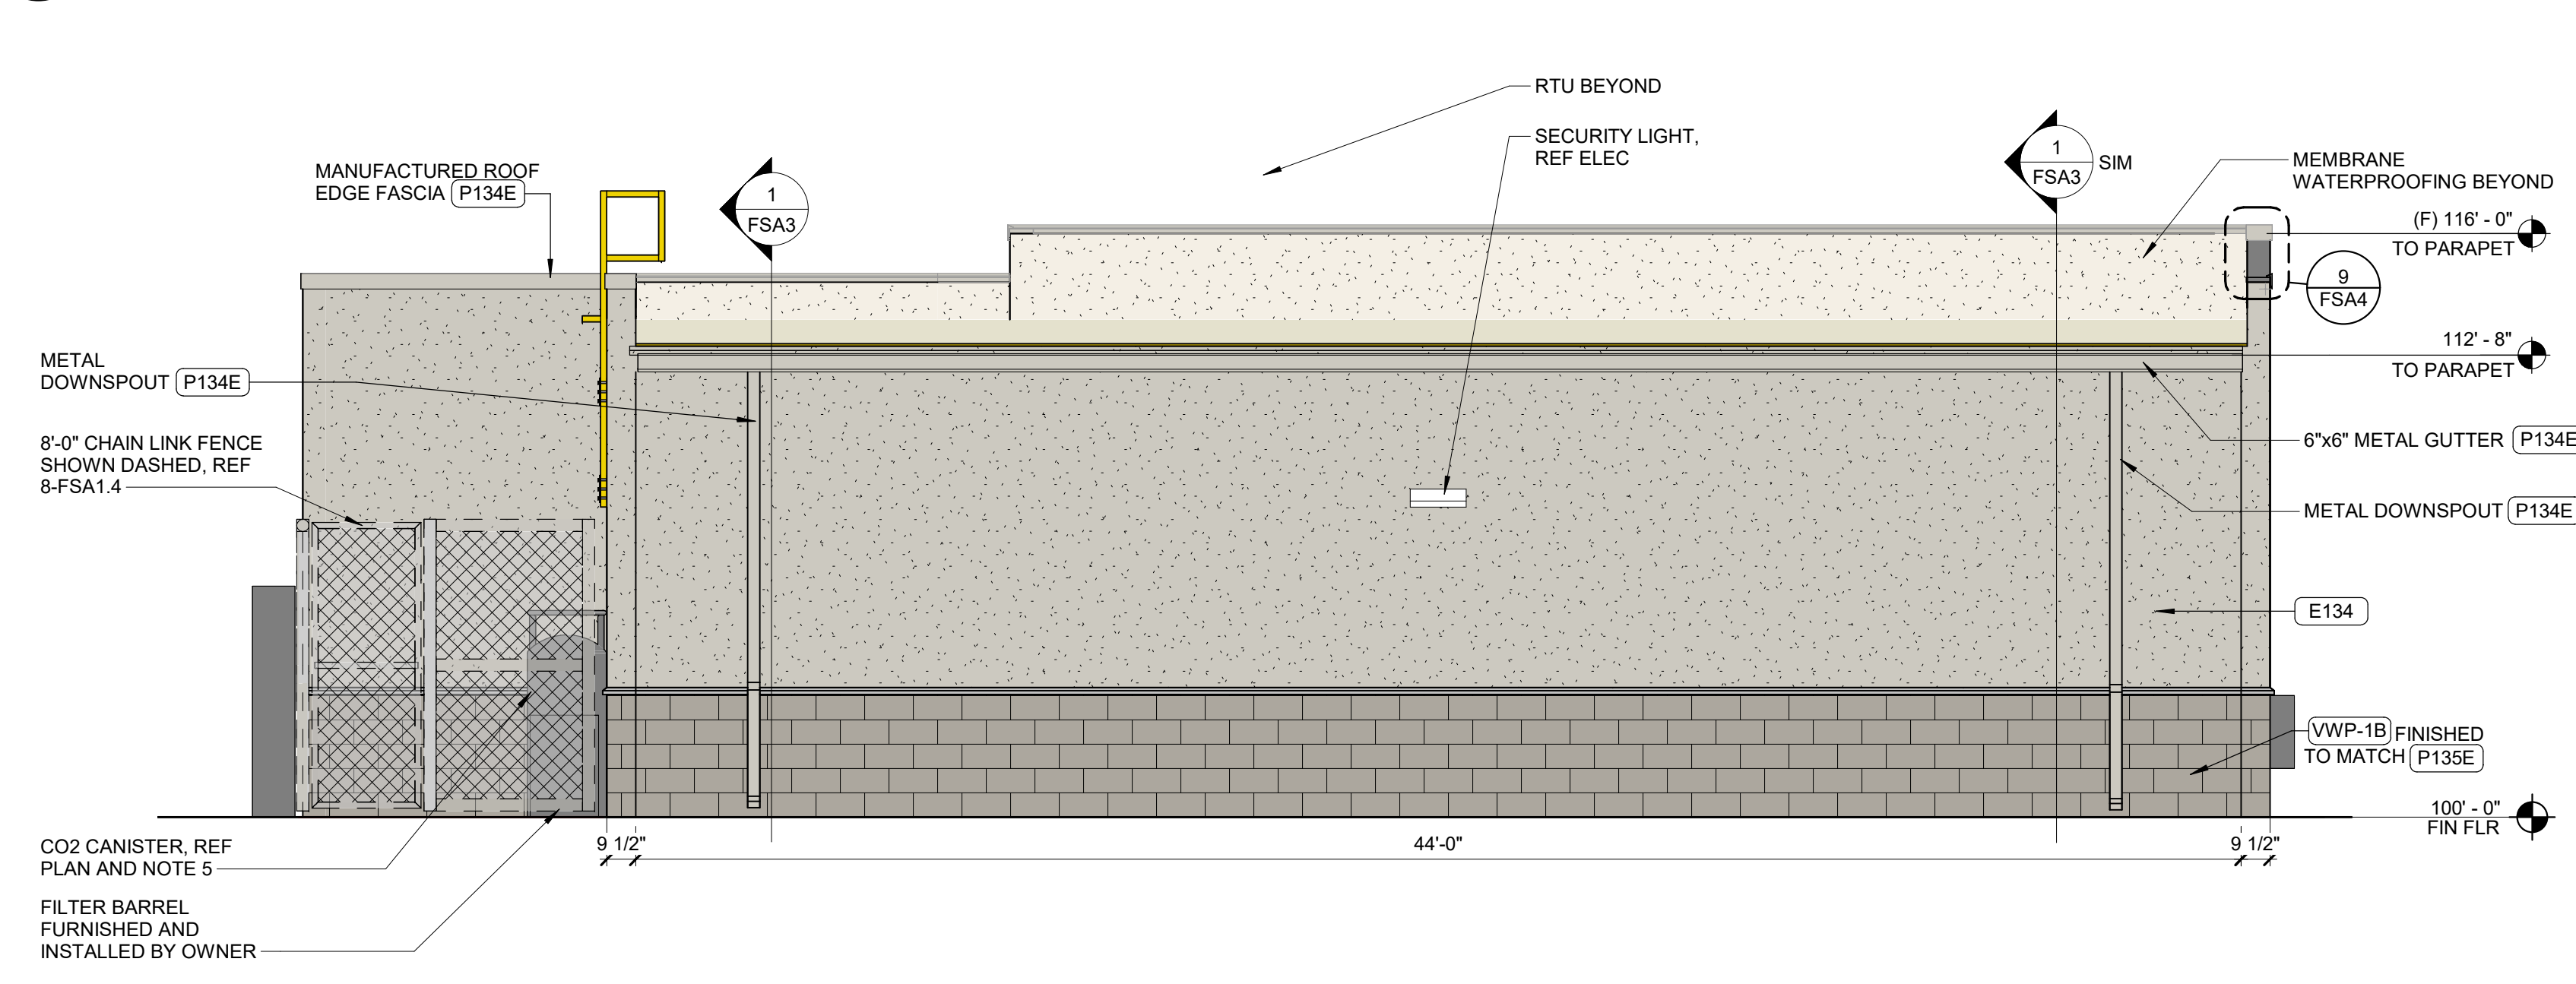 RTU BEYOND
SECURITY LIGHT,
REF ELEC
MANUFACTURED ROOF
EDGE FASCIA P134E
1
FSA3
1
FSA3
SIM
MEMBRANE
WATERPROOFING BEYOND
(F) 116' - 0"
TO PARAPET
9
FSA4
112' - 8"
TO PARAPET
METAL
DOWNSPOUT P134E
8'-0" CHAIN LINK FENCE
SHOWN DASHED, REF
8-FSA1.4
6"x6" METAL GUTTER P134E
METAL DOWNSPOUT P134E
E134
VWP-1B FINISHED
TO MATCH P135E
100' - 0"
FIN FLR
9 1/2"
44'-0"
9 1/2"
CO2 CANISTER, REF
PLAN AND NOTE 5
FILTER BARREL
FURNISHED AND
INSTALLED BY OWNER